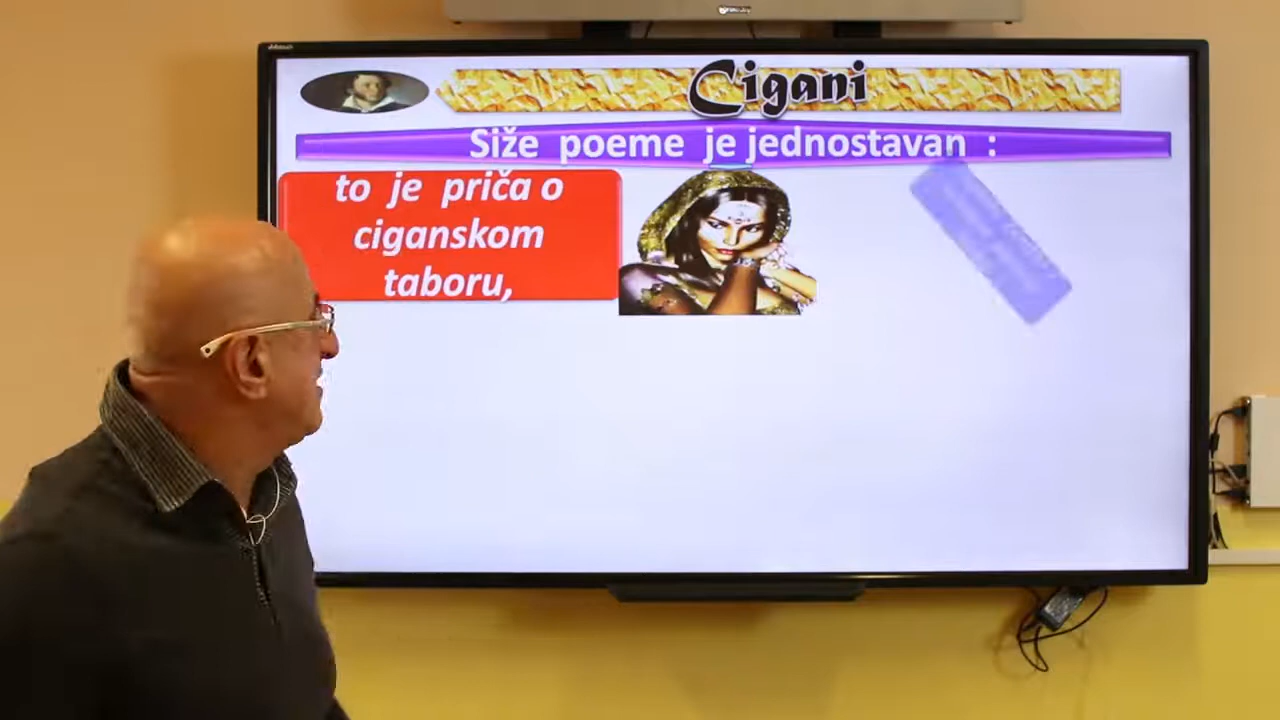 Cigani
Siže poeme je jednostavan :
to je priča o
ciganskom
taboru,